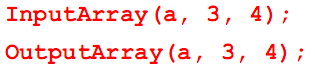 InputArray(a, 3, 4);
OutputArray(a, 3, 4);